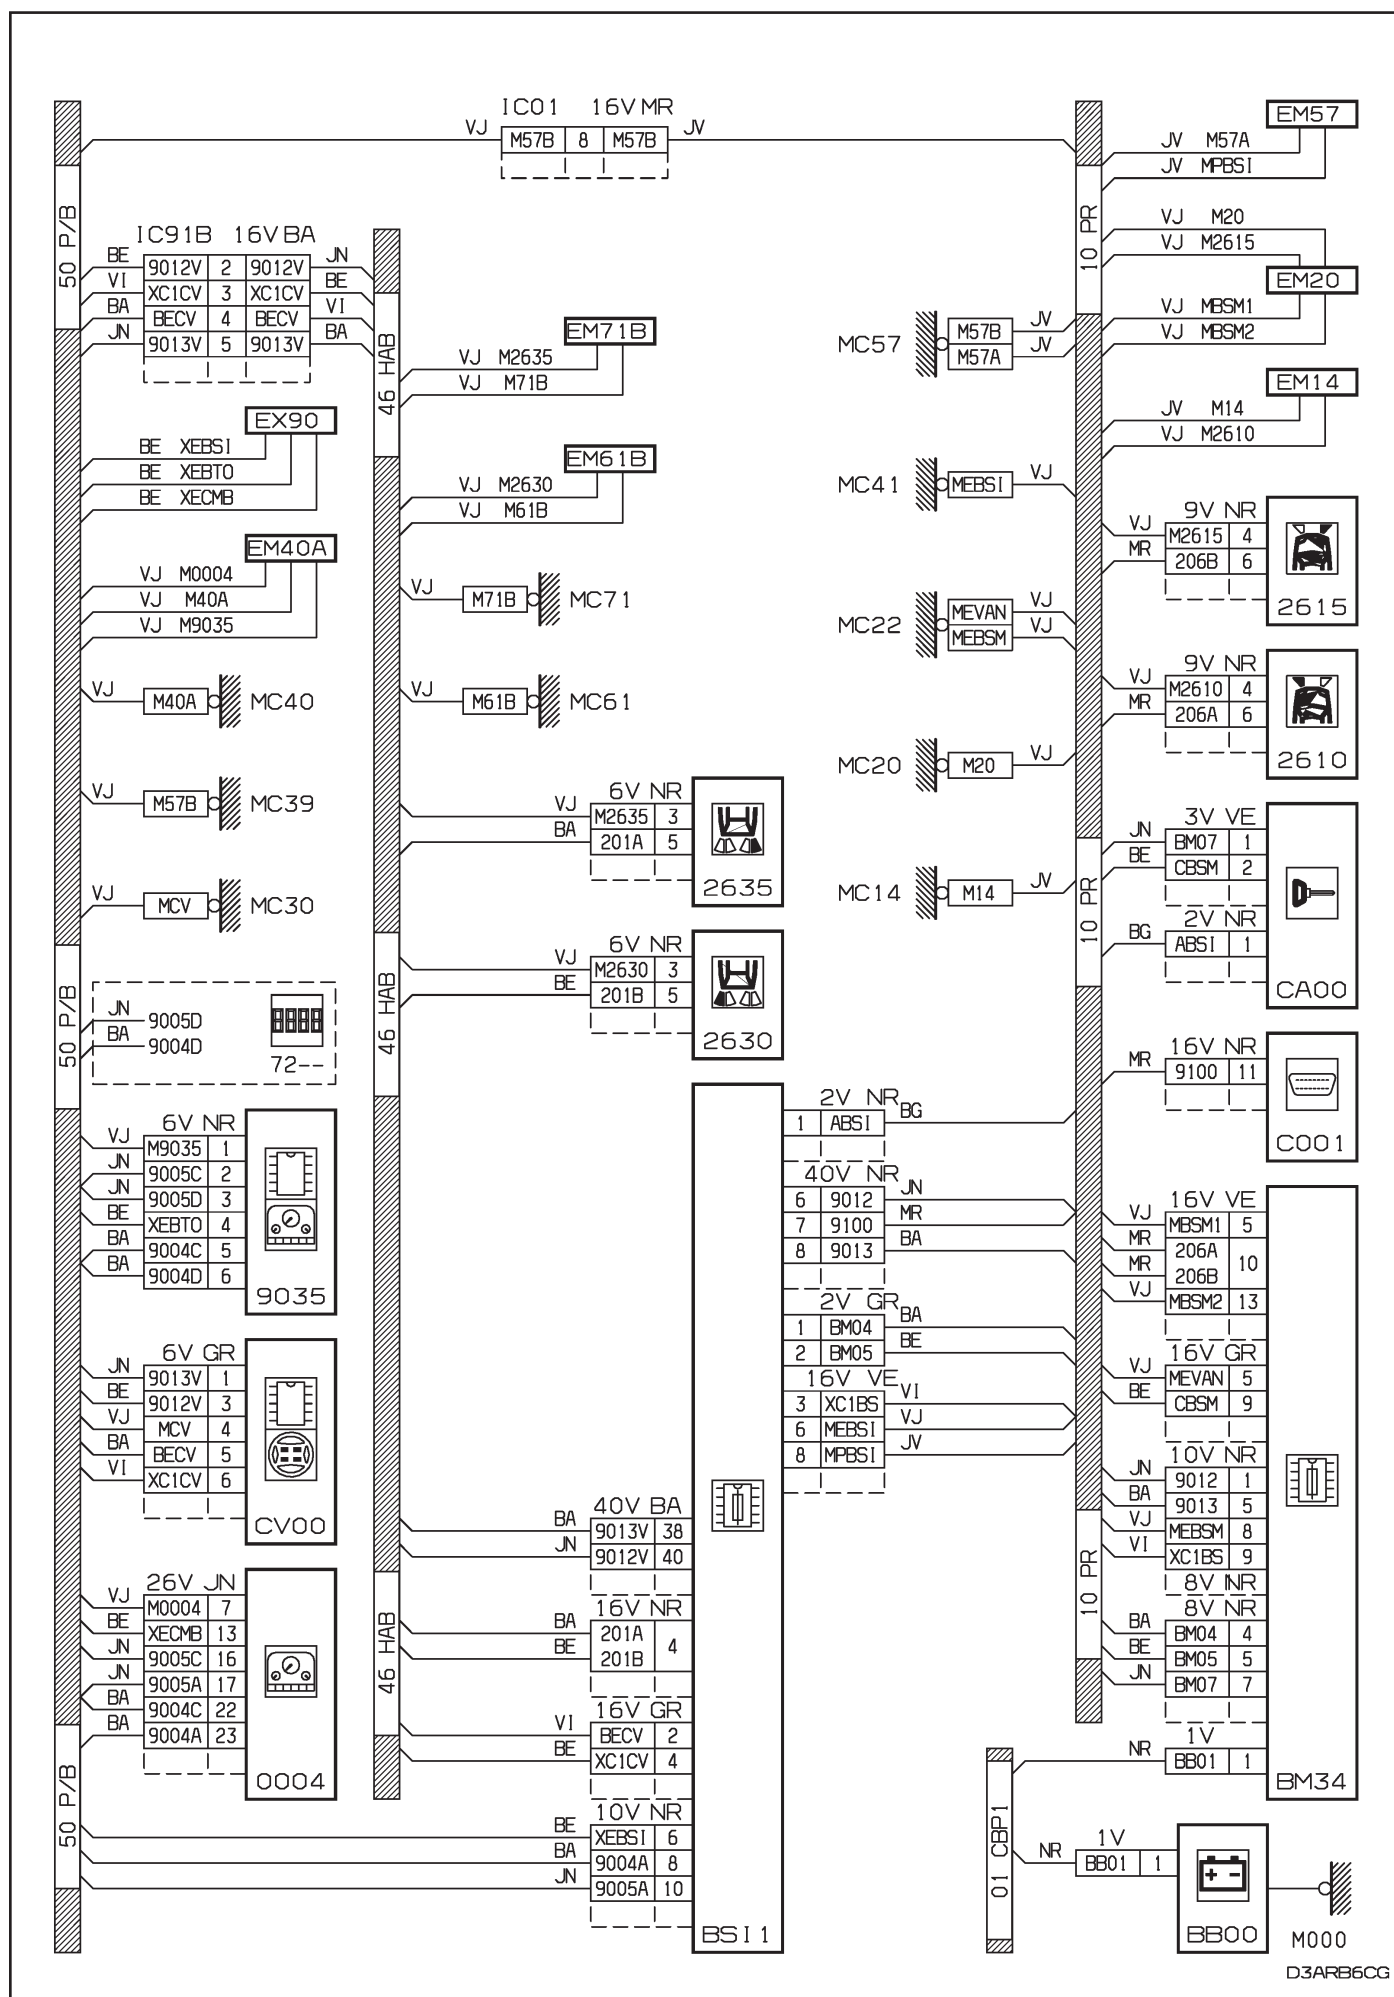 IC01 16V MR
VJ M57B 8 M57B JV
50 P/B
IC91B 16V BA
BE 9012V 2 9012V JN
VI XC1CV 3 XC1CV BE
BA BECV 4 BECV VI
JN 9013V 5 9013V BA
EX90
BE XEBSI
BE XEBTO
BE XECMB
EM40A
VJ M0004
VJ M40A
VJ M9035
VJ M40A MC40
VJ M57B MC39
VJ MCV MC30
50 P/B
JN 9005D
BA 9004D
72--
6V NR
VJ M9035 1
JN 9005C 2
JN 9005D 3
BE XEBTO 4
BA 9004C 5
BA 9004D 6
9035
6V GR
JN 9013V 1
BE 9012V 3
VJ MCV 4
BA BECV 5
VI XC1CV 6
CV00
26V JN
VJ M0004 7
BE XECMB 13
JN 9005C 16
JN 9005A 17
BA 9004C 22
BA 9004A 23
0004
50 P/B
46 HAB
EM71B
VJ M2635
VJ M71B
EM61B
VJ M2630
VJ M61B
VJ M71B MC71
VJ M61B MC61
6V NR
VJ M2635 3
BA 201A 5
2635
46 HAB
6V NR
VJ M2630 3
BE 201B 5
2630
2V NR
1 ABSI BG
40V NR
6 9012 JN
7 9100 MR
8 9013 BA
2V GR
1 BM04 BA
2 BM05 BE
16V VE
3 XC1BS VI
6 MEBSI VJ
8 MPBSI JV
40V BA
BA 9013V 38
JN 9012V 40
46 HAB
16V NR
BA 201A 4
BE 201B
16V GR
VI BECV 2
BE XC1CV 4
10V NR
BE XEBSI 6
BA 9004A 8
JN 9005A 10
BSI1
MC57 M57B JV
M57A JV
MC41 MEBSI VJ
MC22 MEVAN VJ
MEBSM VJ
MC20 M20 VJ
MC14 M14 JV
10 PR
EM57
JV M57A
JV MPBSI
VJ M20
VJ M2615
EM20
VJ MBSM1
VJ MBSM2
EM14
JV M14
VJ M2610
9V NR
VJ M2615 4
MR 206B 6
2615
9V NR
VJ M2610 4
MR 206A 6
2610
10 PR
3V VE
JN BM07 1
BE CBSM 2
2V NR
BG ABSI 1
CA00
16V NR
MR 9100 11
C001
16V VE
VJ MBSM1 5
MR 206A 10
MR 206B
VJ MBSM2 13
16V GR
VJ MEVAN 5
BE CBSM 9
10V NR
JN 9012 1
BA 9013 5
VJ MEBSM 8
VI XC1BS 9
10 PR
8V NR
8V NR
BA BM04 4
BE BM05 5
JN BM07 7
1V
NR BB01 1
BM34
01 CBP1
1V
NR BB01 1
+ -
BB00
M000
D3ARB6CG